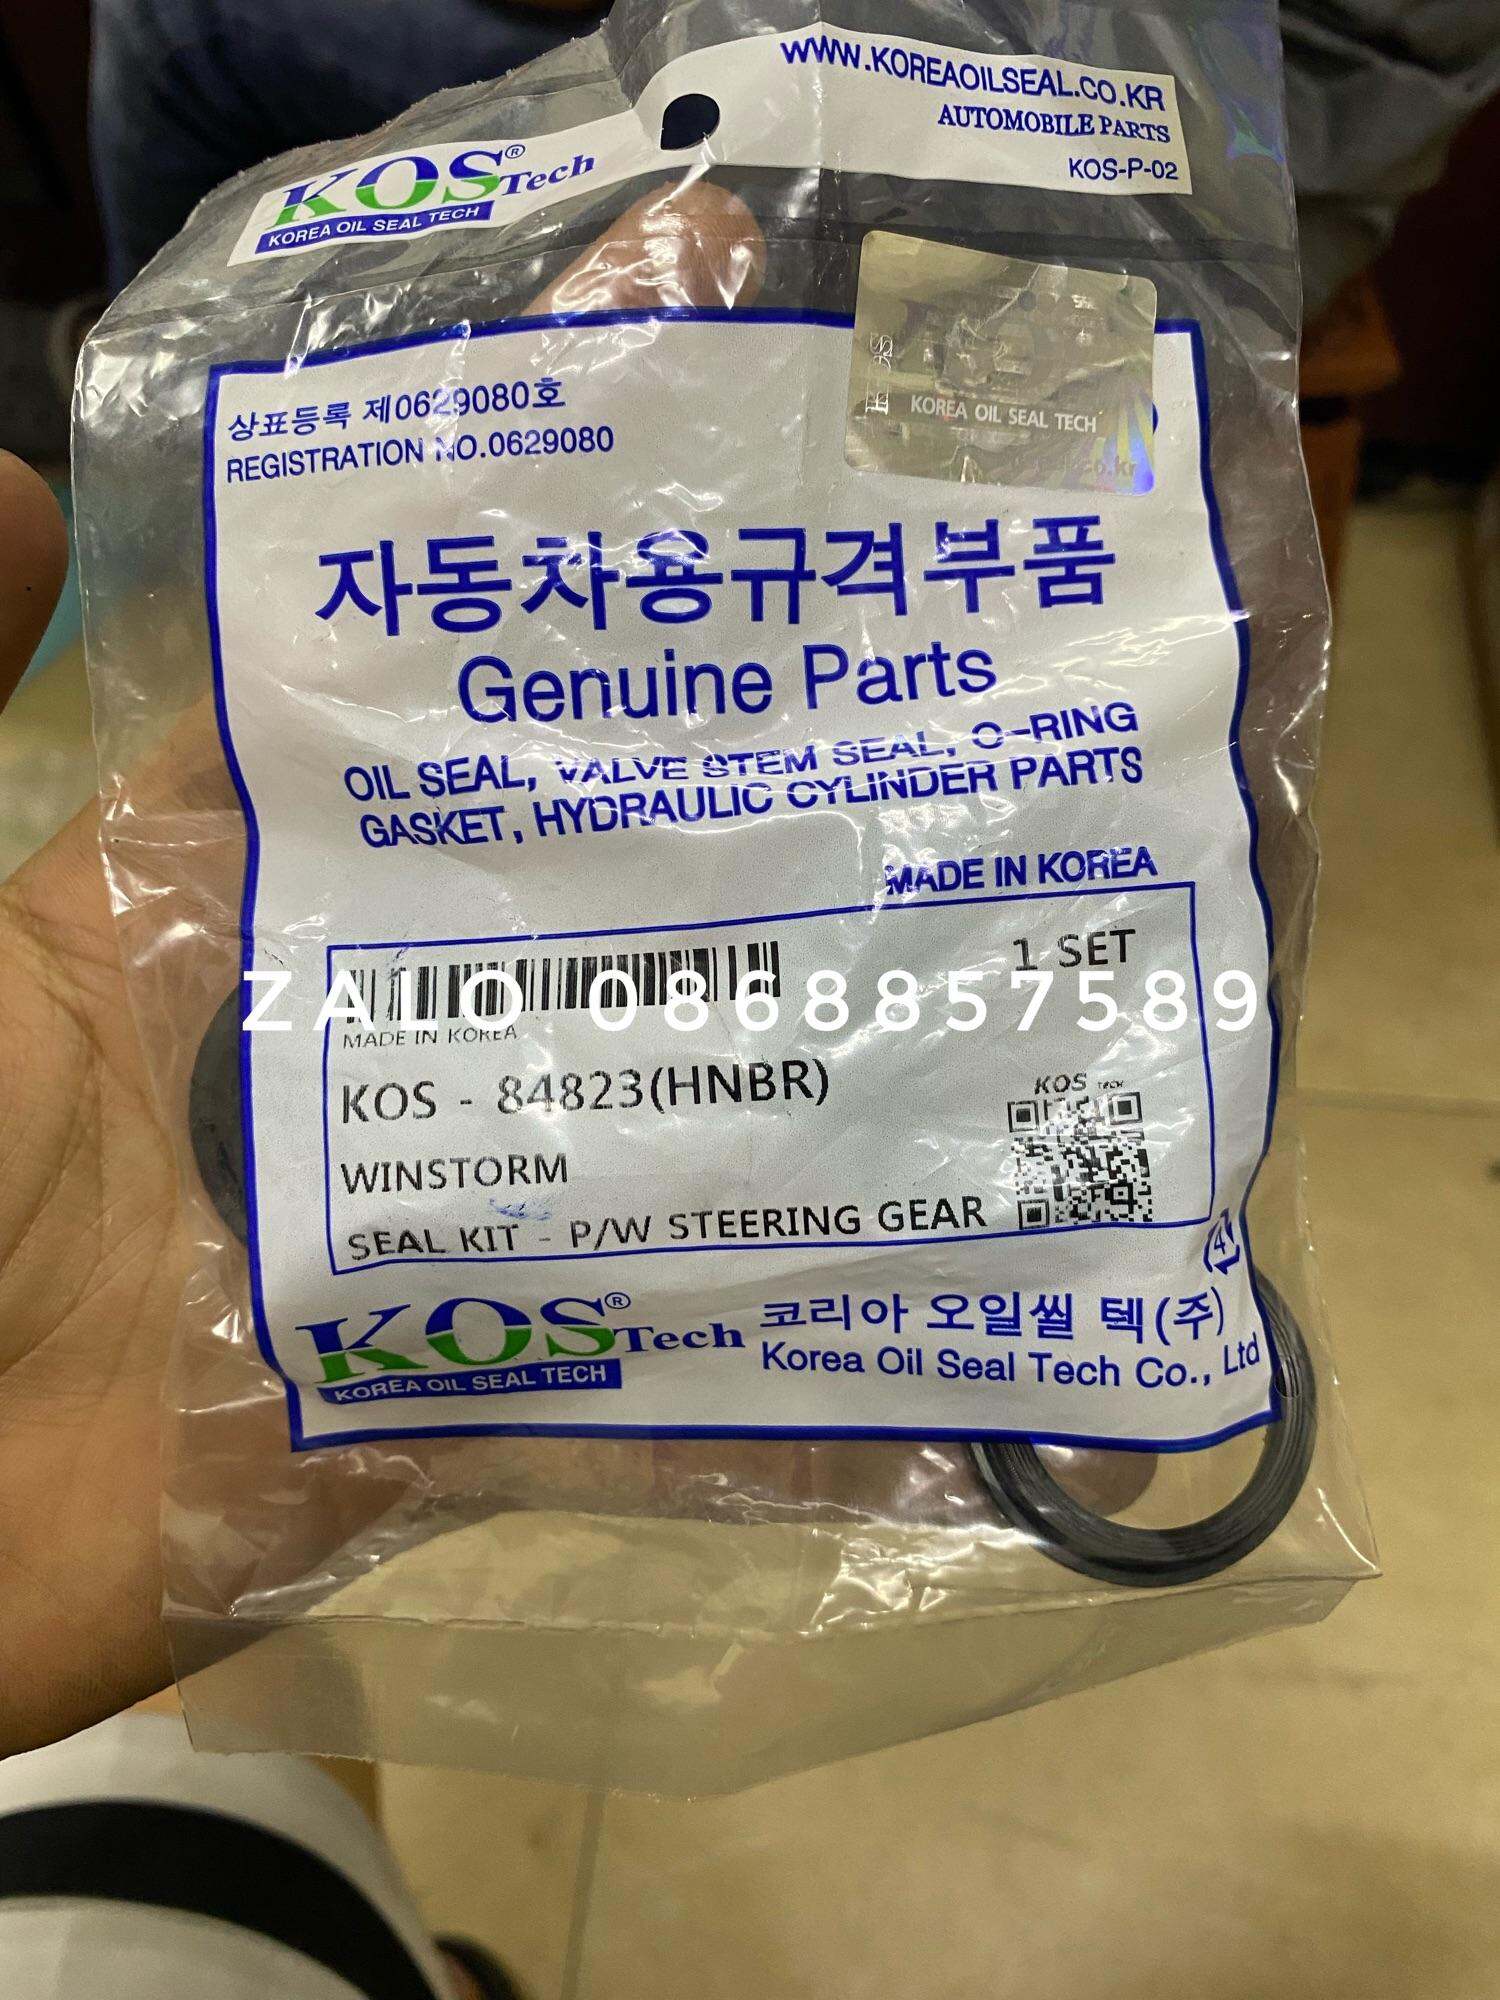 WWW.KOREAOILSEAL.CO.KR
AUTOMOBILE PARTS
KOS-P-02
KOS® Tech
KOREA OIL SEAL TECH
KOREA OIL SEAL TECH
상표등록 제0629080호
REGISTRATION NO.0629080
자동차용규격부품
Genuine Parts
OIL SEAL, VALVE STEM SEAL, O-RING
GASKET, HYDRAULIC CYLINDER PARTS
MADE IN KOREA
1 SET
ZALO 0868857589
MADE IN KOREA
KOS - 84823(HNBR)
KOS TECH
WINSTORM
SEAL KIT - P/W STEERING GEAR
4
KOS® Tech
KOREA OIL SEAL TECH
코리아 오일씰 텍(주)
Korea Oil Seal Tech Co., Ltd